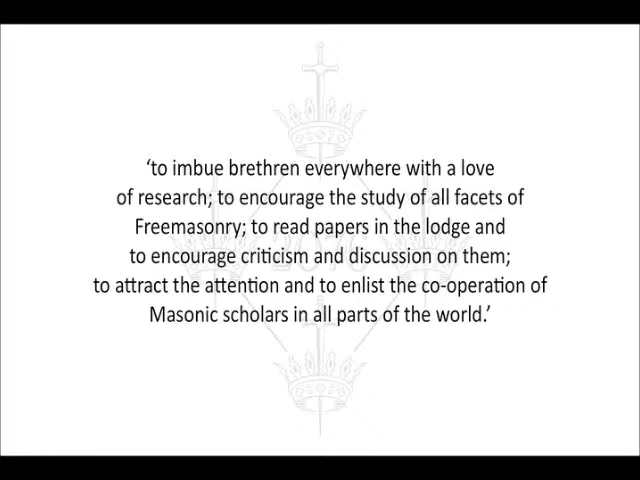 ‘to imbue brethren everywhere with a love
of research; to encourage the study of all facets of
Freemasonry; to read papers in the lodge and
to encourage criticism and discussion on them;
to attract the attention and to enlist the co-operation of
Masonic scholars in all parts of the world.’
2076